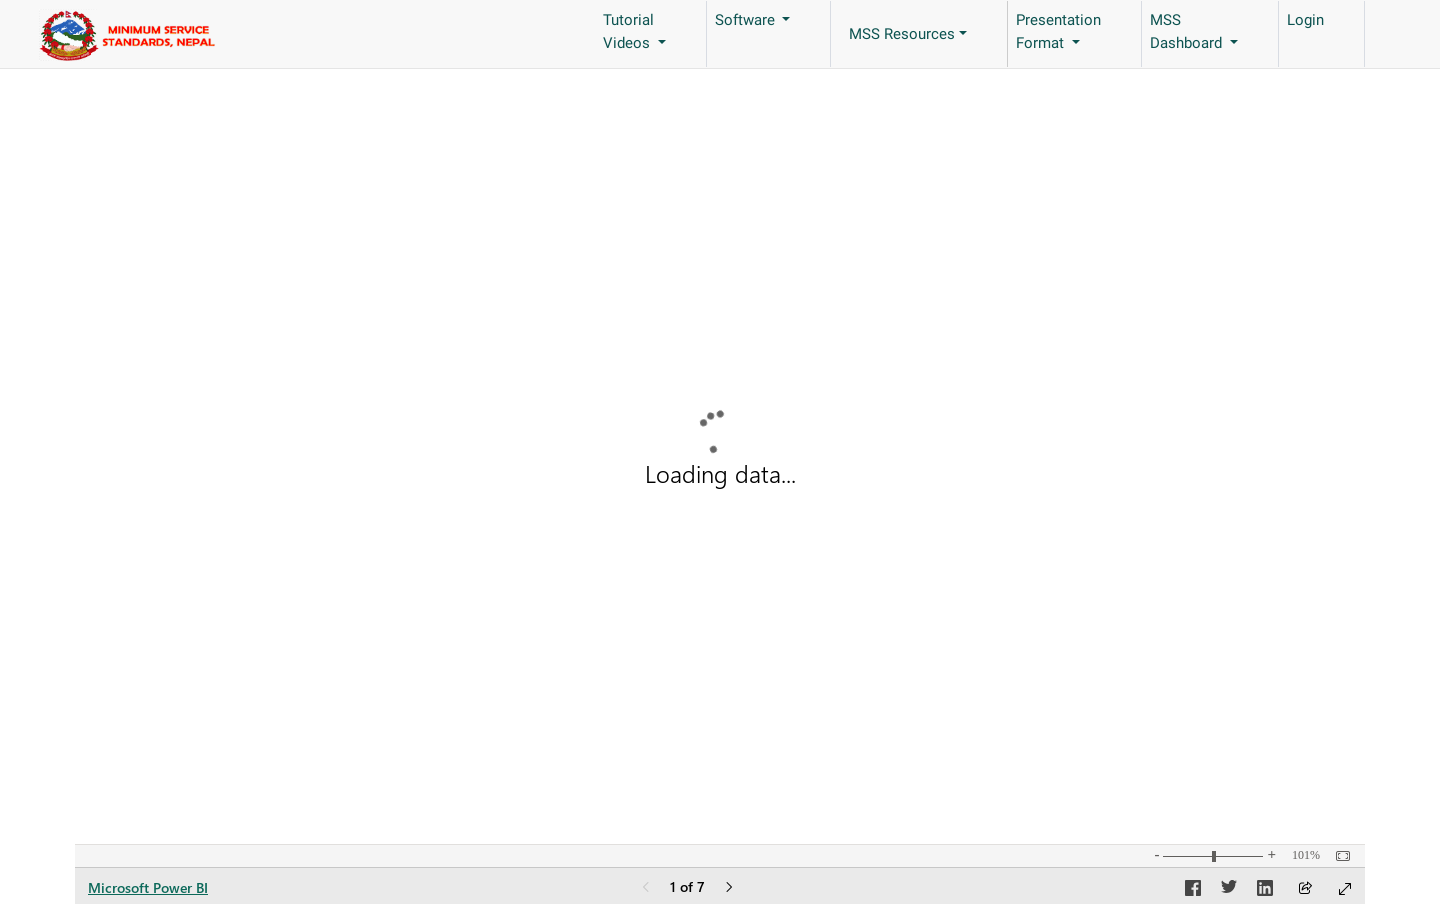 MINIMUM SERVICE
STANDARDS, NEPAL
Tutorial
Videos
Software
MSS Resources
Presentation
Format
MSS
Dashboard
Login
Loading data...
- + 101%
Microsoft Power BI
1 of 7